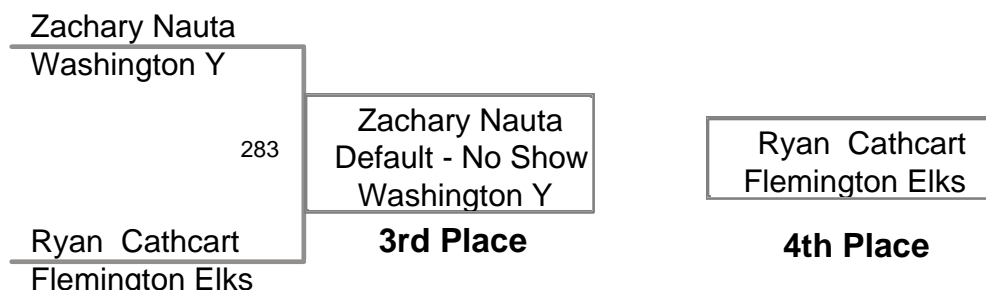 Zachary Nauta
Washington Y
283
Ryan Cathcart
Flemington Elks
Zachary Nauta
Default - No Show
Washington Y
3rd Place
Ryan Cathcart
Flemington Elks
4th Place